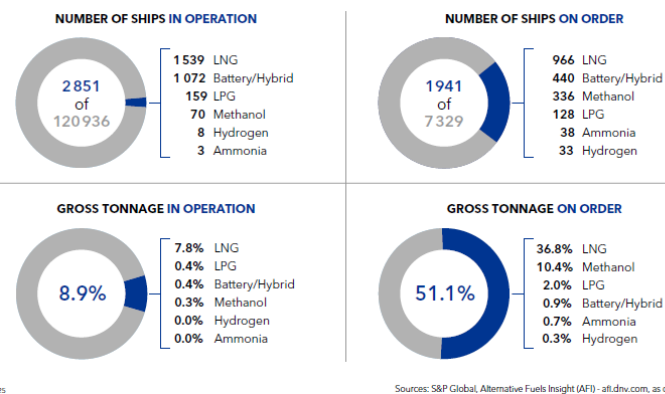 NUMBER OF SHIPS IN OPERATION
2851
of
120936
1539 LNG
1072 Battery/Hybrid
159 LPG
70 Methanol
8 Hydrogen
3 Ammonia
NUMBER OF SHIPS ON ORDER
1941
of
7329
966 LNG
440 Battery/Hybrid
336 Methanol
128 LPG
38 Ammonia
33 Hydrogen
GROSS TONNAGE IN OPERATION
8.9%
7.8% LNG
0.4% LPG
0.4% Battery/Hybrid
0.3% Methanol
0.0% Hydrogen
0.0% Ammonia
GROSS TONNAGE ON ORDER
51.1%
36.8% LNG
10.4% Methanol
2.0% LPG
0.9% Battery/Hybrid
0.7% Ammonia
0.3% Hydrogen
Sources: S&P Global, Alternative Fuels Insight (AFI) - afi.dnv.com, as